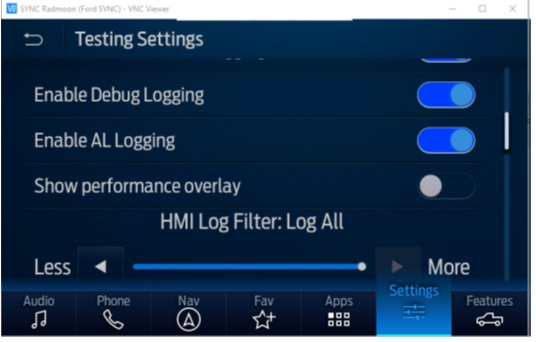 SYNC Radmoon (Ford SYNC) - VNC Viewer
Testing Settings
Enable Debug Logging
Enable AL Logging
Show performance overlay
HMI Log Filter: Log All
Less
More
Audio
Phone
Nav
Fav
Apps
Settings
Features